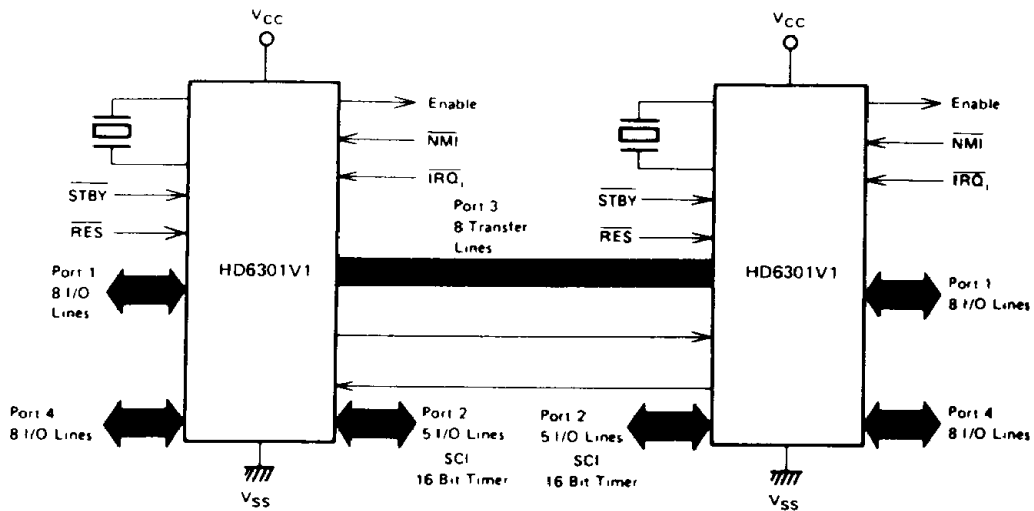 VCC
Enable
NMI
IRQ1
STBY
RES
HD6301V1
Port 1
8 I/O
Lines
Port 4
8 I/O Lines
Port 2
5 I/O Lines
SCI
16 Bit Timer
VSS
Port 3
8 Transfer
Lines
VCC
Enable
NMI
IRQ1
STBY
RES
HD6301V1
Port 1
8 I/O Lines
Port 2
5 I/O Lines
SCI
16 Bit Timer
Port 4
8 I/O Lines
VSS